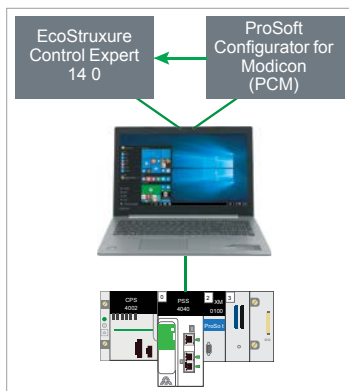 EcoStruxure
Control Expert
14 0
ProSoft
Configurator for
Modicon
(PCM)
CPS
4002
0
PSS
4040
2
XM
0100
3
ProSo t